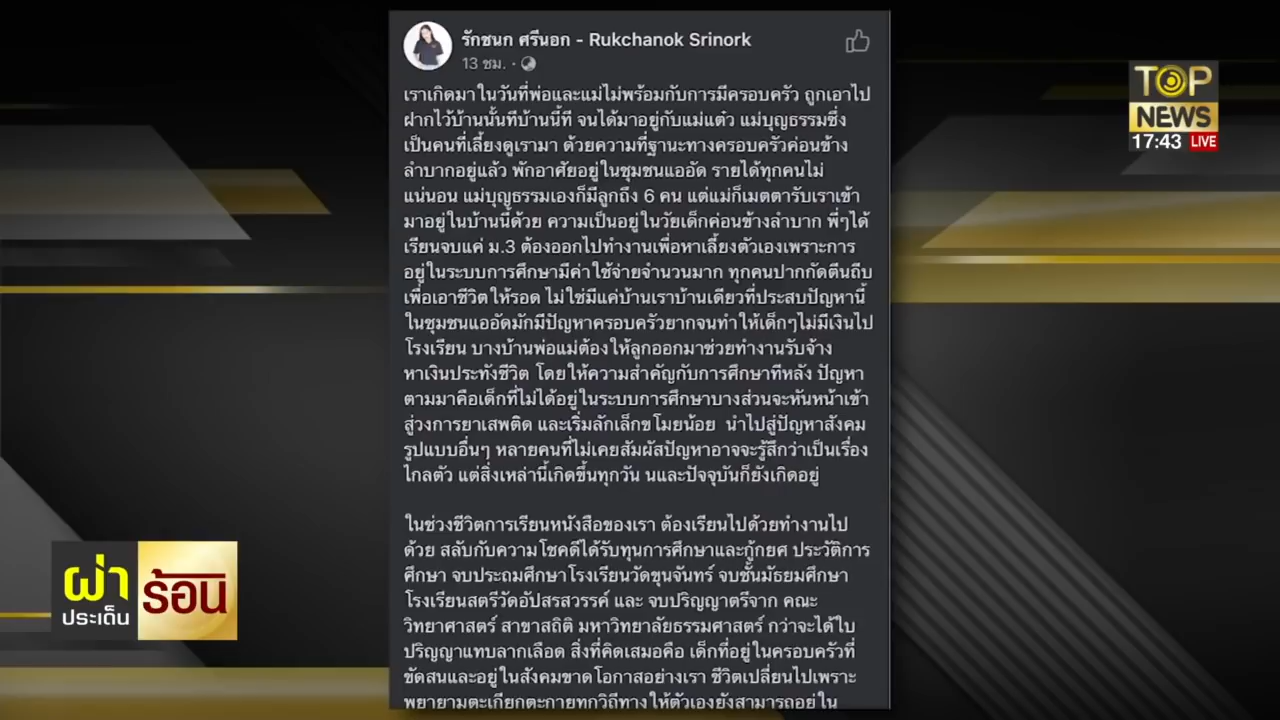 รักชนก ศรีนอก - Rukchanok Srinork
13 ชม. ·
เราเกิดมาในวันที่พ่อและแม่ไม่พร้อมกับการมีครอบครัว ถูกเอาไป
ฝากไว้บ้านนั้นทีบ้านนี้ที จนได้มาอยู่กับแม่แต๋ว แม่บุญธรรมซึ่ง
เป็นคนที่เลี้ยงดูเรามา ด้วยความที่ฐานะทางครอบครัวค่อนข้าง
ลำบากอยู่แล้ว พักอาศัยอยู่ในชุมชนแออัด รายได้ทุกคนไม่
แน่นอน แม่บุญธรรมเองก็มีลูกถึง 6 คน แต่แม่ก็เมตตารับเราเข้า
มาอยู่ในบ้านนี้ด้วย ความเป็นอยู่ในวัยเด็กค่อนข้างลำบาก พี่ๆได้
เรียนจบแค่ ม.3 ต้องออกไปทำงานเพื่อหาเลี้ยงตัวเองเพราะการ
อยู่ในระบบการศึกษามีค่าใช้จ่ายจำนวนมาก ทุกคนปากกัดตีนถีบ
เพื่อเอาชีวิตให้รอด ไม่ใช่มีแค่บ้านเราบ้านเดียวที่ประสบปัญหานี้
ในชุมชนแออัดมักมีปัญหาครอบครัวยากจนทำให้เด็กๆไม่มีเงินไป
โรงเรียน บางบ้านพ่อแม่ต้องให้ลูกออกมาช่วยทำงานรับจ้าง
หาเงินประทังชีวิต โดยให้ความสำคัญกับการศึกษาทีหลัง ปัญหา
ตามมาคือเด็กที่ไม่ได้อยู่ในระบบการศึกษาบางส่วนจะหันหน้าเข้า
สู่วงการยาเสพติด และเริ่มลักเล็กขโมยน้อย นำไปสู่ปัญหาสังคม
รูปแบบอื่นๆ หลายคนที่ไม่เคยสัมผัสปัญหาอาจจะรู้สึกว่าเป็นเรื่อง
ไกลตัว แต่สิ่งเหล่านี้เกิดขึ้นทุกวัน นและปัจจุบันก็ยังเกิดอยู่
ในช่วงชีวิตการเรียนหนังสือของเรา ต้องเรียนไปด้วยทำงานไป
ด้วย สลับกับความโชคดีได้รับทุนการศึกษาและกู้กยศ ประวัติการ
ศึกษา จบประถมศึกษาโรงเรียนวัดขุนจันทร์ จบชั้นมัธยมศึกษา
โรงเรียนสตรีวัดอัปสรสวรรค์ และ จบปริญญาตรีจาก คณะ
วิทยาศาสตร์ สาขาสถิติ มหาวิทยาลัยธรรมศาสตร์ กว่าจะได้ใบ
ปริญญาแทบลากเลือด สิ่งที่คิดเสมอคือ เด็กที่อยู่ในครอบครัวที่
ขัดสนและอยู่ในสังคมขาดโอกาสอย่างเรา ชีวิตเปลี่ยนไปเพราะ
พยายามตะเกียกตะกายทุกวิถีทางให้ตัวเองยังสามารถอยู่ใน
TOP
NEWS
17:43 LIVE
ผ่า
ประเด็น
ร้อน